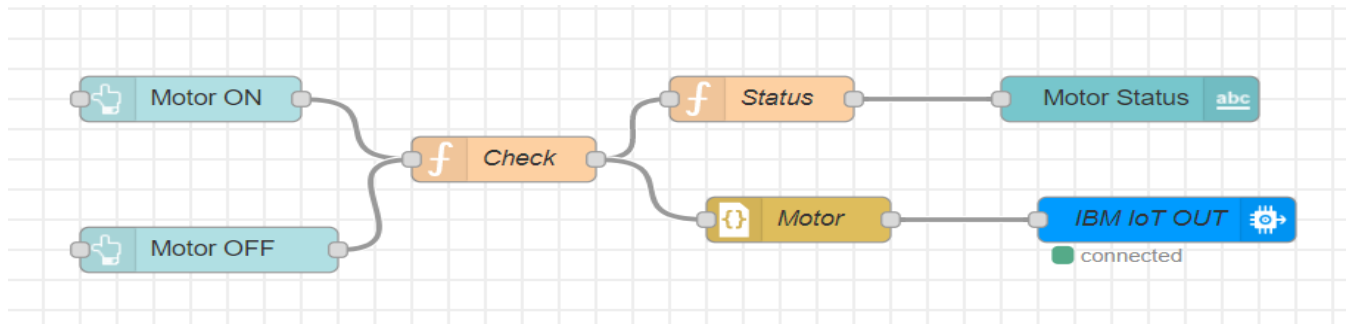 Motor ON
Status
Motor Status
abc
Check
Motor
IBM IoT OUT
Motor OFF
connected